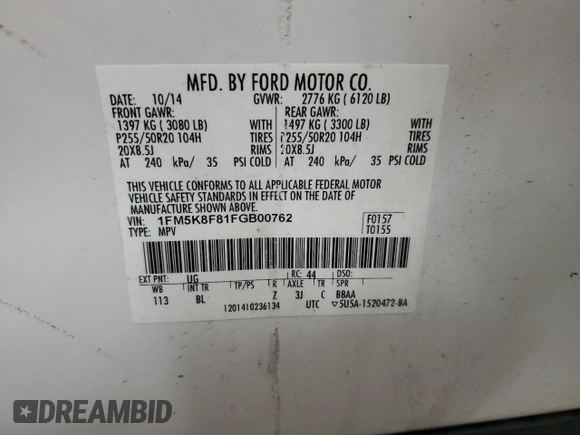 MFD. BY FORD MOTOR CO.
DATE: 10/14 GVWR: 2776 KG ( 6120 LB)
FRONT GAWR: REAR GAWR:
1397 KG ( 3080 LB) WITH 1497 KG ( 3300 LB) WITH
P255/50R20 104H TIRES P255/50R20 104H TIRES
20X8.5J RIMS 20X8.5J RIMS
AT 240 kPa/ 35 PSI COLD AT 240 kPa/ 35 PSI COLD
THIS VEHICLE CONFORMS TO ALL APPLICABLE FEDERAL MOTOR
VEHICLE SAFETY STANDARDS IN EFFECT ON THE DATE OF
MANUFACTURE SHOWN ABOVE.
VIN: 1FM5K8F81FGB00762 F0157
TYPE: MPV T0155
EXT PNT: UG RC: 44 DSO:
WB INT TR TP/PS R AXLE TR SPR
113 BL Z 3J C BBAA
1201410236134 UTC 5U5A-1520472-BA
DREAMBID